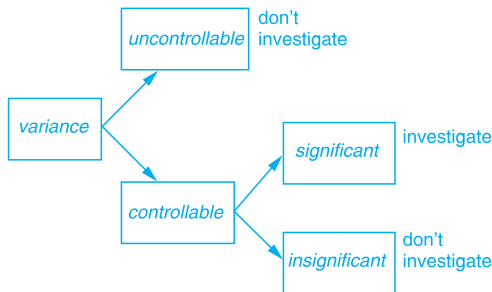 uncontrollable
don't
investigate
variance
controllable
significant
investigate
insignificant
don't
investigate